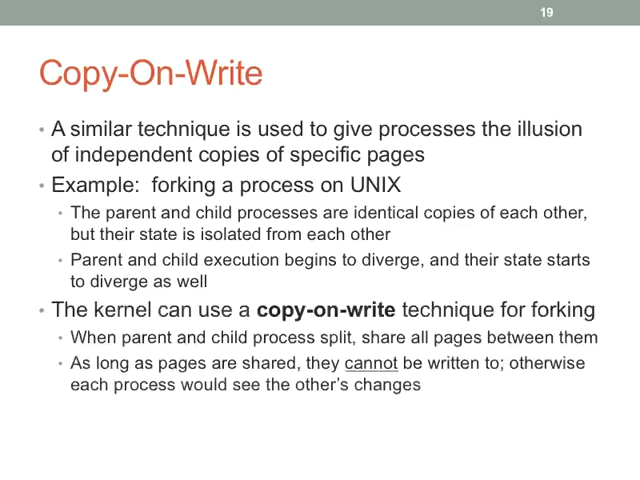 19
Copy-On-Write
• A similar technique is used to give processes the illusion
of independent copies of specific pages
• Example:  forking a process on UNIX
• The parent and child processes are identical copies of each other,
but their state is isolated from each other
• Parent and child execution begins to diverge, and their state starts
to diverge as well
• The kernel can use a copy-on-write technique for forking
• When parent and child process split, share all pages between them
• As long as pages are shared, they cannot be written to; otherwise
each process would see the other’s changes